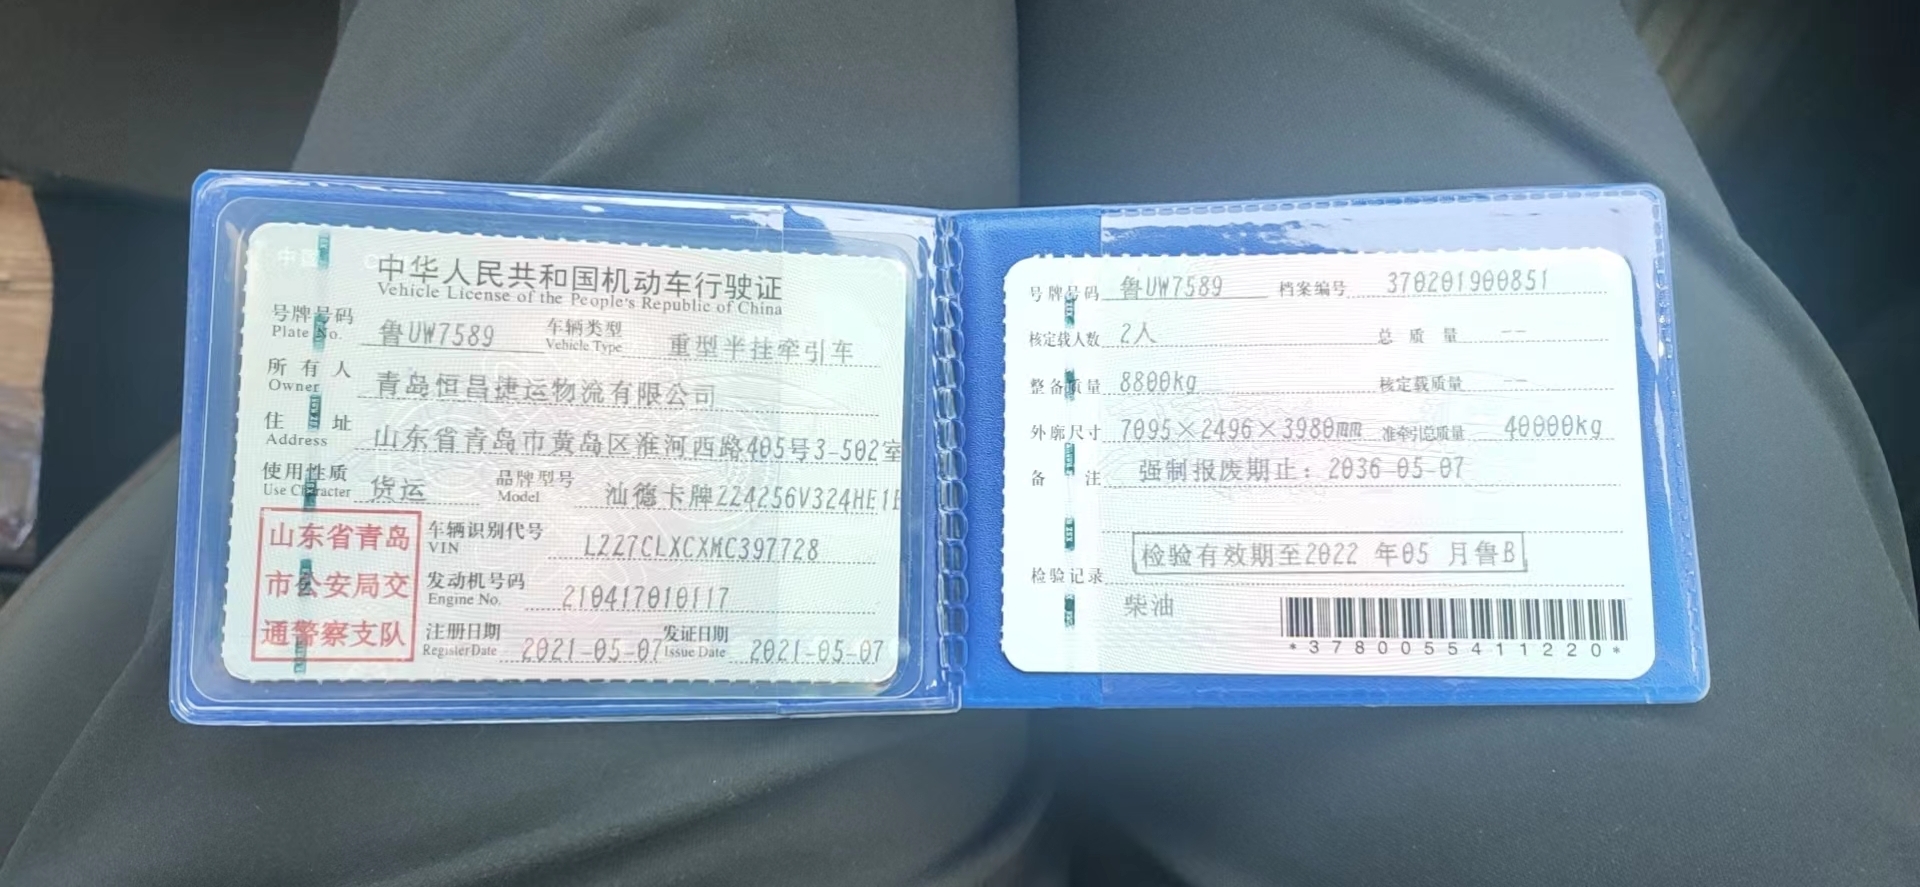 中华人民共和国机动车行驶证
Vehicle License of the People's Republic of China
号牌号码 鲁UW7589 车辆类型 重型半挂牵引车
Plate No. Vehicle Type
所有人 青岛恒昌捷运物流有限公司
Owner
住址 山东省青岛市黄岛区淮河西路405号3-502室
Address
使用性质 货运 品牌型号 汕德卡牌ZZ4256V324HE1
Use Character Model
山东省青岛
市公安局交
通警察支队
车辆识别代号 LZZ7CLXCXMC397728
VIN
发动机号码 210417010117
Engine No.
注册日期 2021-05-07 发证日期 2021-05-07
Register Date Issue Date
号牌号码 鲁UW7589 档案编号 370201900851
核定载人数 2人 总质量 --
整备质量 8800kg 核定载质量 --
外廓尺寸 7095×2496×3980mm 准牵引总质量 40000kg
备注 强制报废期止：2036-05-07
检验有效期至2022年05月鲁B
检验记录
柴油
*3780055411220*